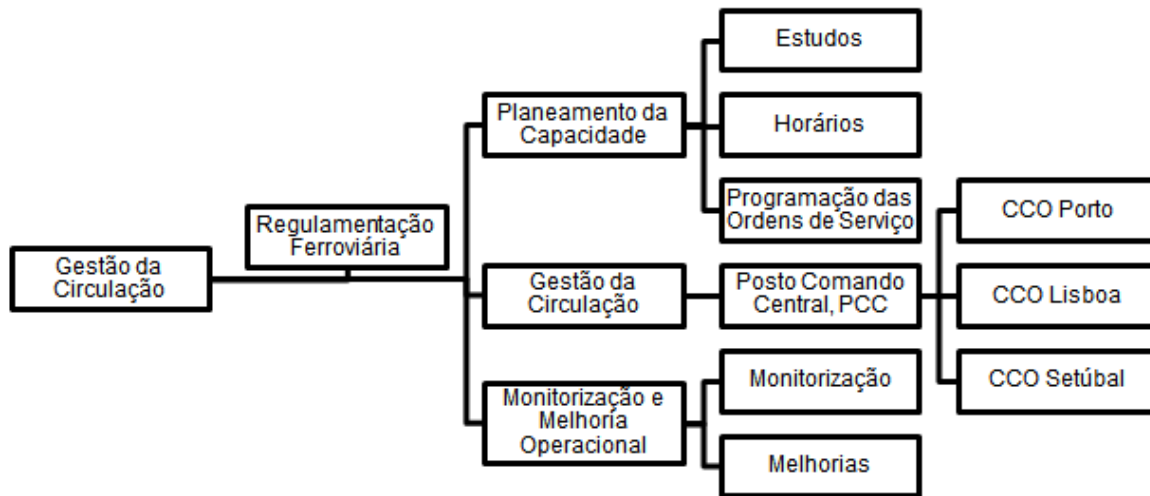 Gestão da
Circulação
Regulamentação
Ferroviária
Planeamento da
Capacidade
Estudos
Horários
Programação das
Ordens de Serviço
Gestão da
Circulação
Posto Comando
Central, PCC
CCO Porto
CCO Lisboa
CCO Setúbal
Monitorização e
Melhoria
Operacional
Monitorização
Melhorias